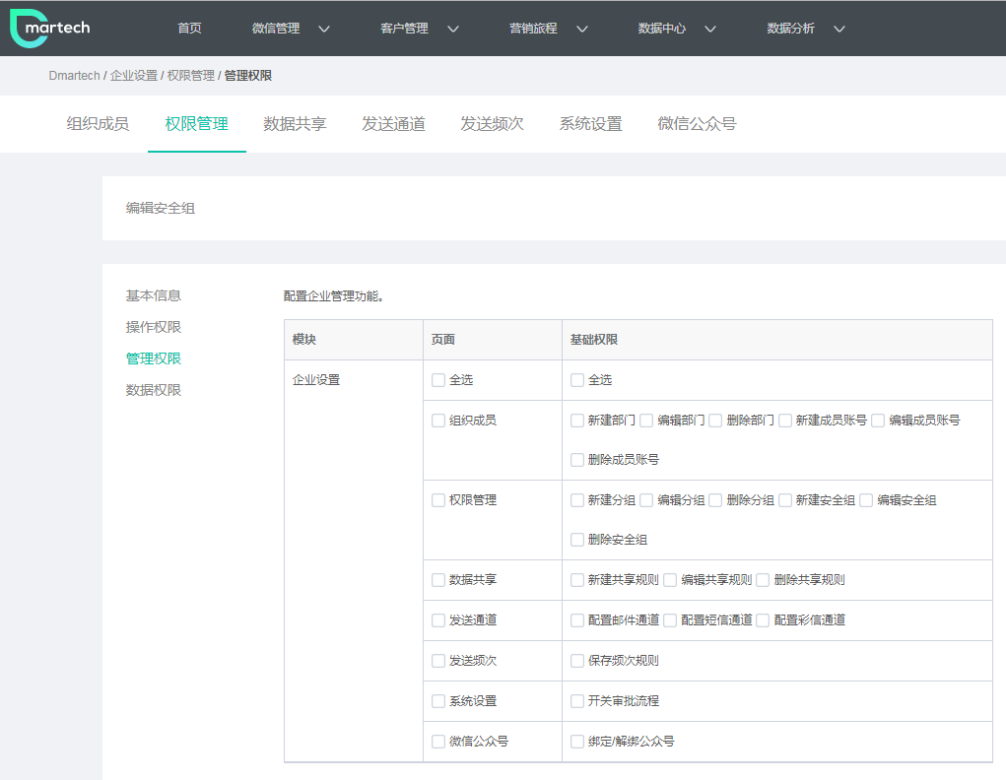 Dmartech 首页 微信管理 客户管理 营销旅程 数据中心 数据分析
Dmartech / 企业设置 / 权限管理 / 管理权限
组织成员 权限管理 数据共享 发送通道 发送频次 系统设置 微信公众号
编辑安全组
基本信息
操作权限
管理权限
数据权限
配置企业管理功能。
模块 页面 基础权限
企业设置 全选 全选
组织成员 新建部门 编辑部门 删除部门 新建成员账号 编辑成员账号
删除成员账号
权限管理 新建分组 编辑分组 删除分组 新建安全组 编辑安全组
删除安全组
数据共享 新建共享规则 编辑共享规则 删除共享规则
发送通道 配置邮件通道 配置短信通道 配置彩信通道
发送频次 保存频次规则
系统设置 开关审批流程
微信公众号 绑定/解绑公众号